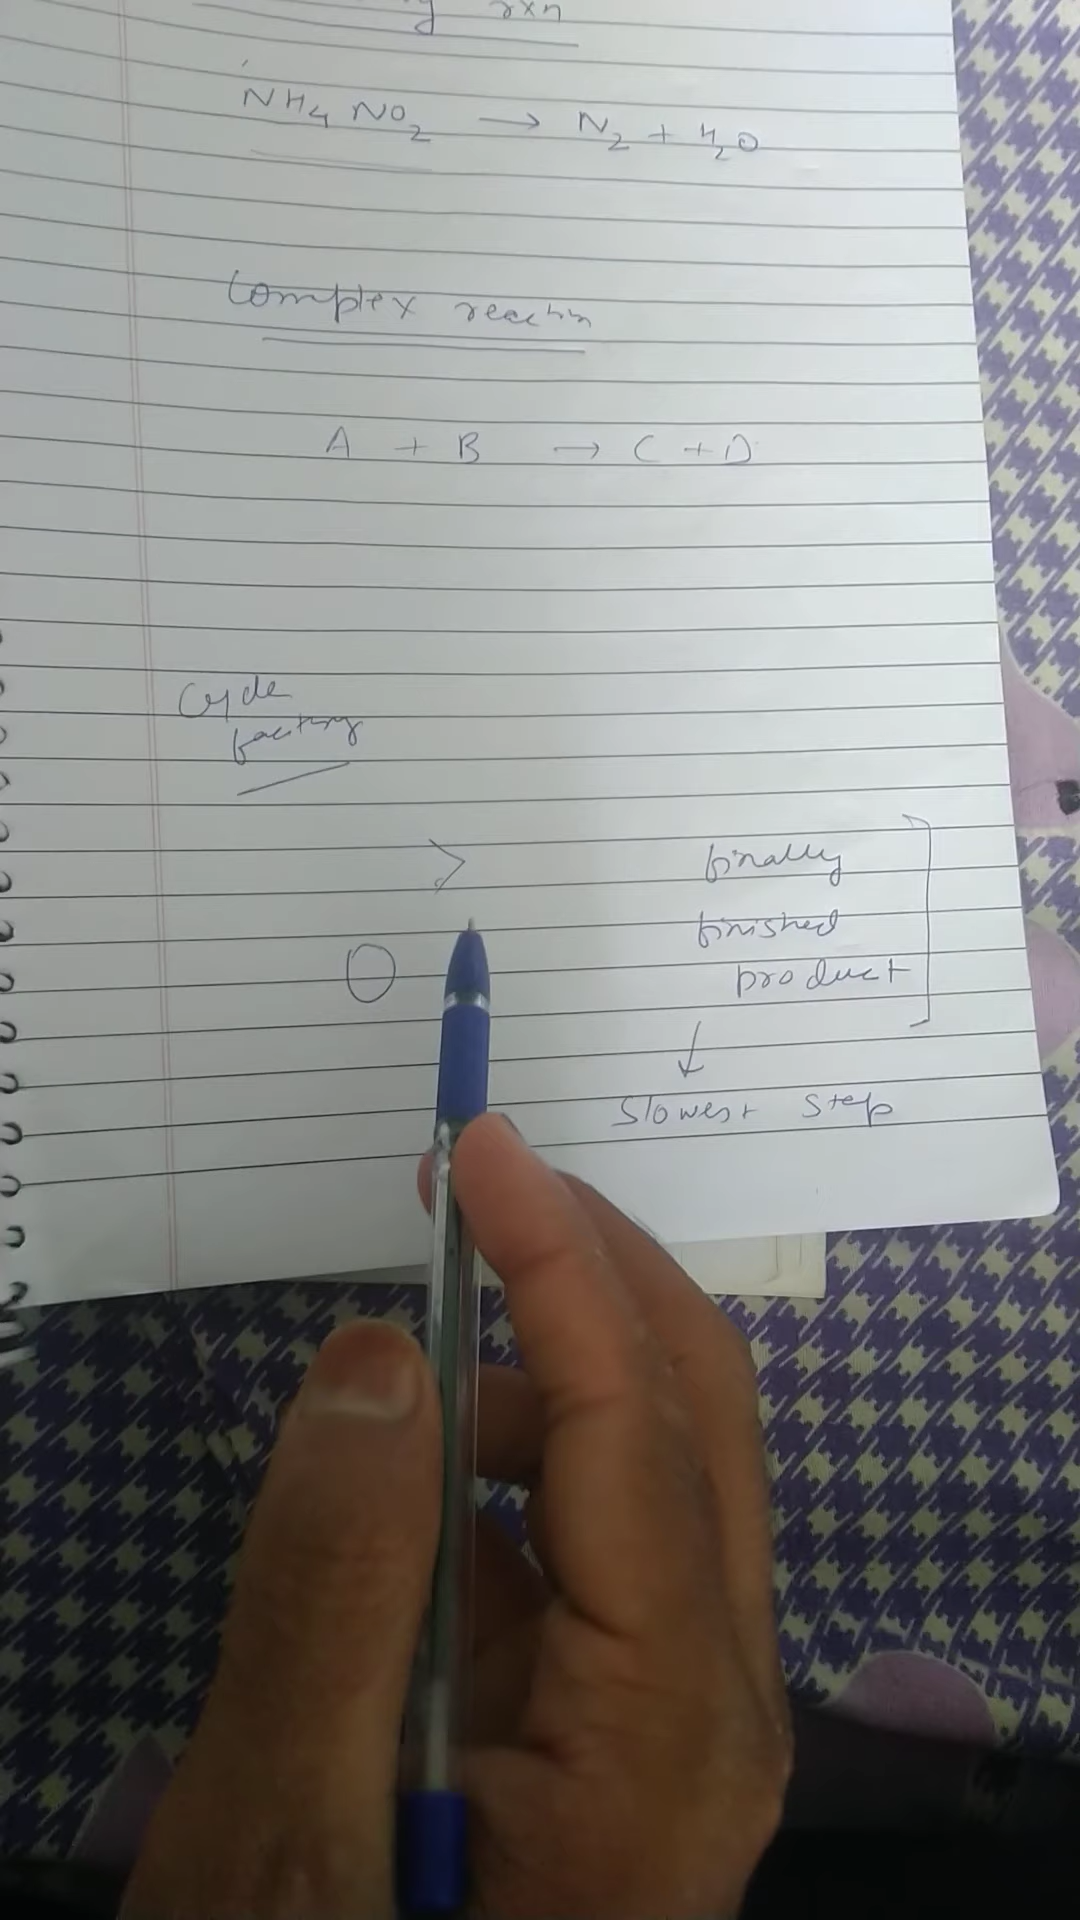 rxn
NH4 NO2 → N2 + H2O
Complex reaction
A + B → C + D
Cycle
factory
finally
finished
product
↓
Slowest step